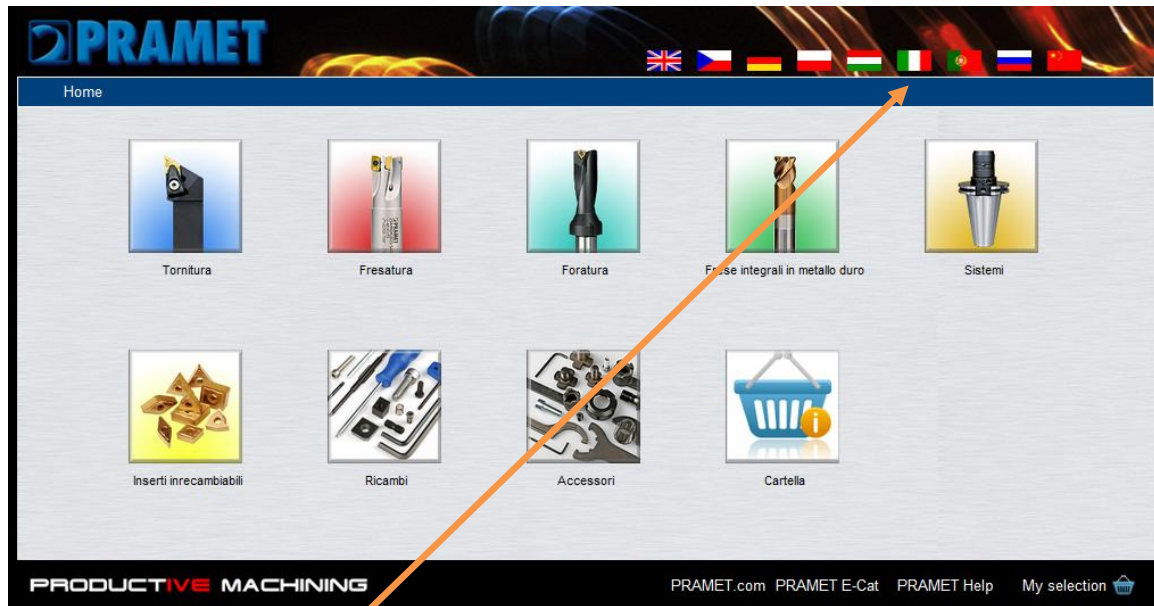 PRAMET
Home
Tornitura
Fresatura
Foratura
Frese integrali in metallo duro
Sistemi
Inserti inrecambiabili
Ricambi
Accessori
Cartella
PRODUCTIVE MACHINING
PRAMET.com PRAMET E-Cat PRAMET Help My selection